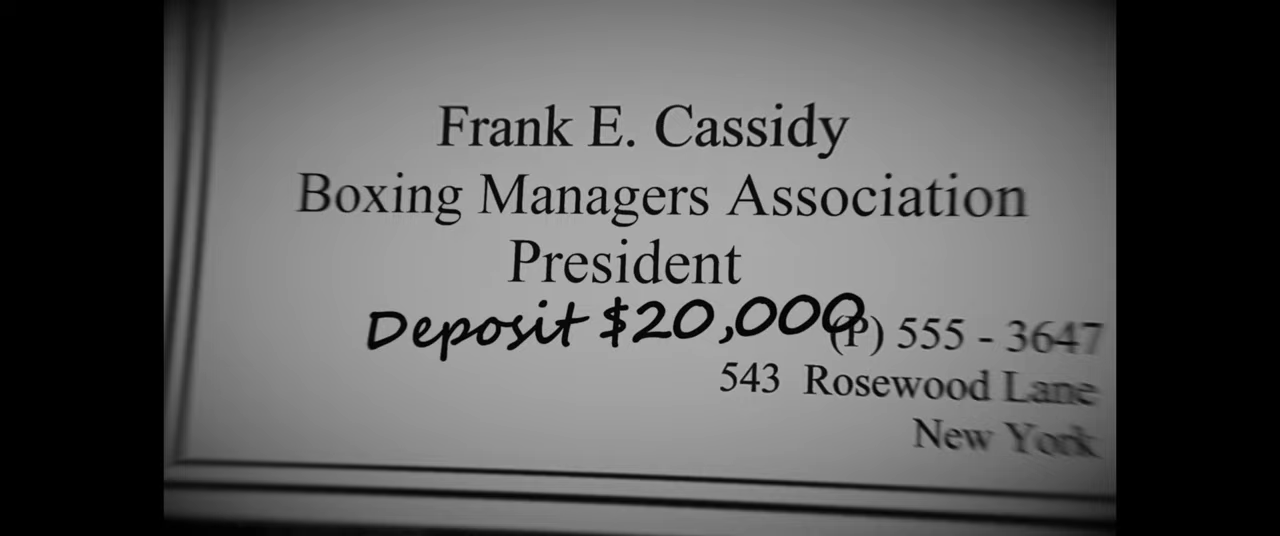 Frank E. Cassidy
Boxing Managers Association
President
Deposit $20,000
(P) 555 - 3647
543 Rosewood Lane
New York